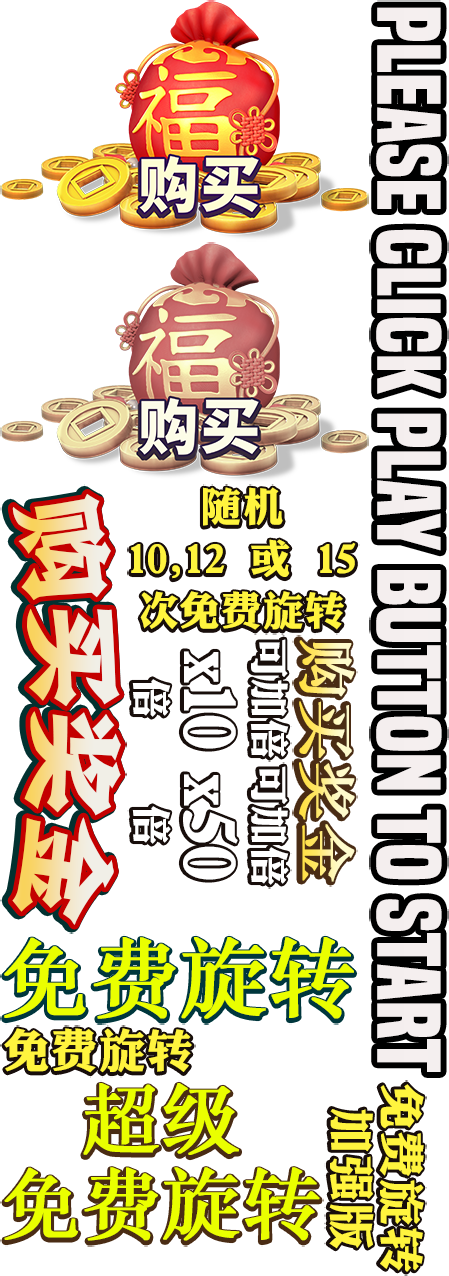 福
购买
福
购买
随机
10,12 或 15
次免费旋转
购买奖金
购买奖金
可加倍 可加倍
x10 x50
倍 倍
免费旋转
免费旋转
超级
免费旋转
免费旋转
加强版
PLEASE CLICK PLAY BUTTON TO START